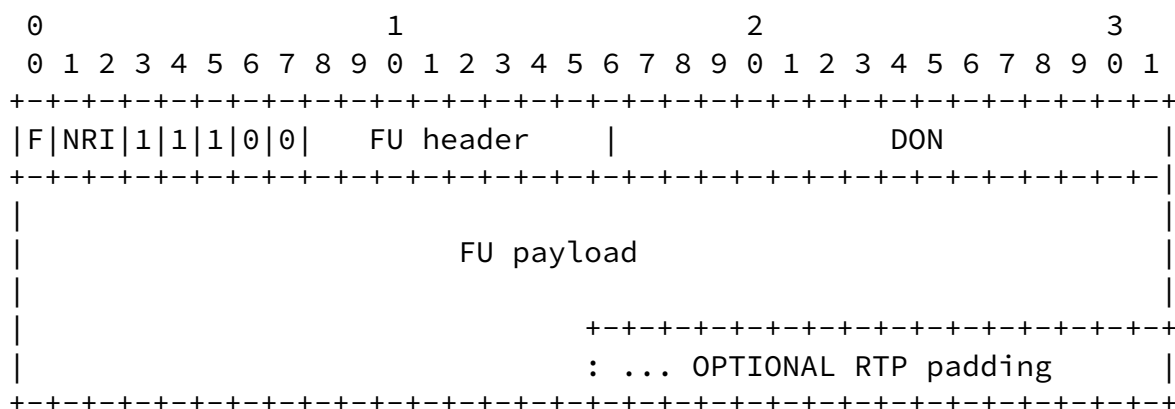 0                   1                   2                   3
 0 1 2 3 4 5 6 7 8 9 0 1 2 3 4 5 6 7 8 9 0 1 2 3 4 5 6 7 8 9 0 1
+-+-+-+-+-+-+-+-+-+-+-+-+-+-+-+-+-+-+-+-+-+-+-+-+-+-+-+-+-+-+-+-+
|F|NRI|1|1|1|0|0|   FU header    |               DON              |
+-+-+-+-+-+-+-+-+-+-+-+-+-+-+-+-+-+-+-+-+-+-+-+-+-+-+-+-+-+-+-+-|
|                                                               |
|                        FU payload                             |
|                                                               |
|                               +-+-+-+-+-+-+-+-+-+-+-+-+-+-+-+-+
|                               : ... OPTIONAL RTP padding      |
+-+-+-+-+-+-+-+-+-+-+-+-+-+-+-+-+-+-+-+-+-+-+-+-+-+-+-+-+-+-+-+-+